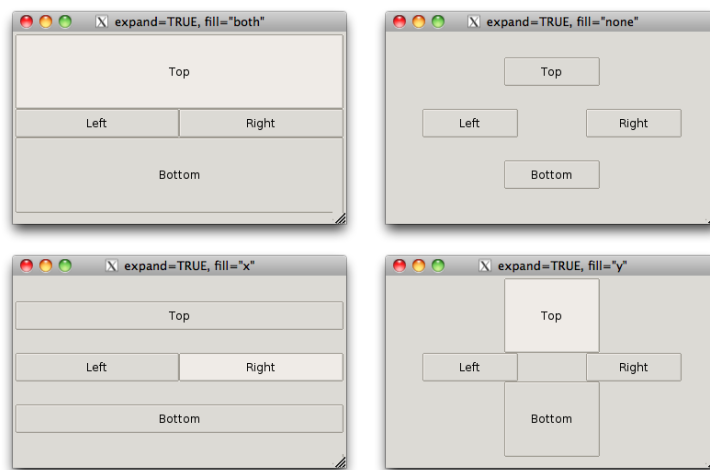 expand=TRUE, fill="both"
Top
Left Right
Bottom
expand=TRUE, fill="none"
Top
Left Right
Bottom
expand=TRUE, fill="x"
Top
Left Right
Bottom
expand=TRUE, fill="y"
Top
Left Right
Bottom